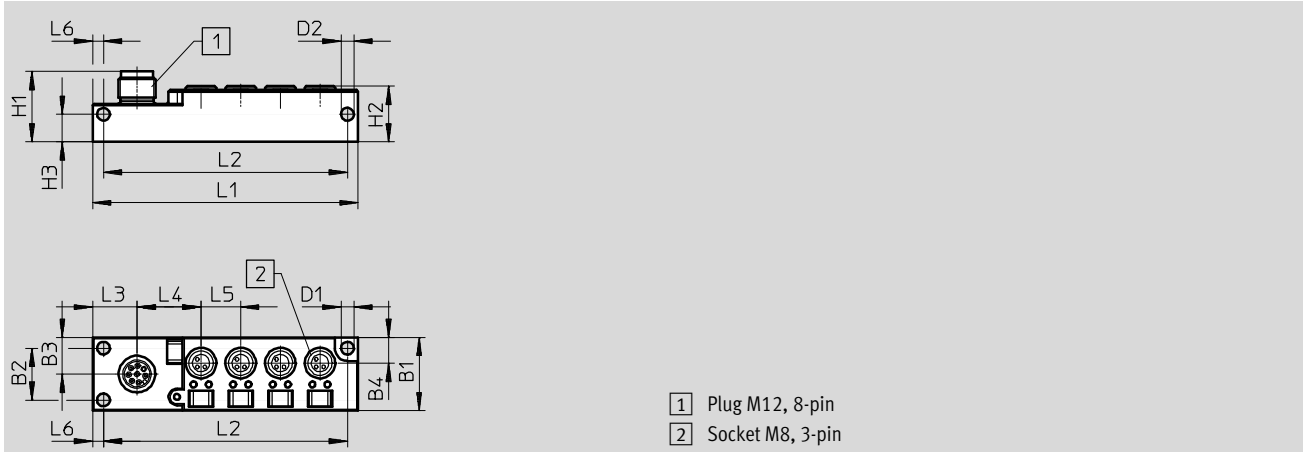 L6
D2
1
H1
H2
H3
L2
L1
2
L3
L4
L5
D1
B3
B2
B4
B1
L6
L2
1 Plug M12, 8-pin
2 Socket M8, 3-pin